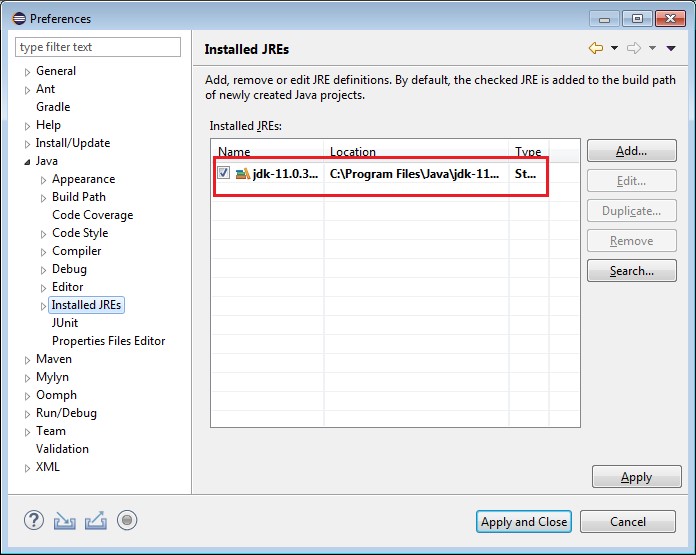 Preferences
type filter text
General
Ant
Gradle
Help
Install/Update
Java
Appearance
Build Path
Code Coverage
Code Style
Compiler
Debug
Editor
Installed JREs
JUnit
Properties Files Editor
Maven
Mylyn
Oomph
Run/Debug
Team
Validation
XML
Installed JREs
Add, remove or edit JRE definitions. By default, the checked JRE is added to the build path
of newly created Java projects.
Installed JREs:
Name Location Type
jdk-11.0.3... C:\Program Files\Java\jdk-11... St...
Add...
Edit...
Duplicate...
Remove
Search...
Apply
? Apply and Close Cancel